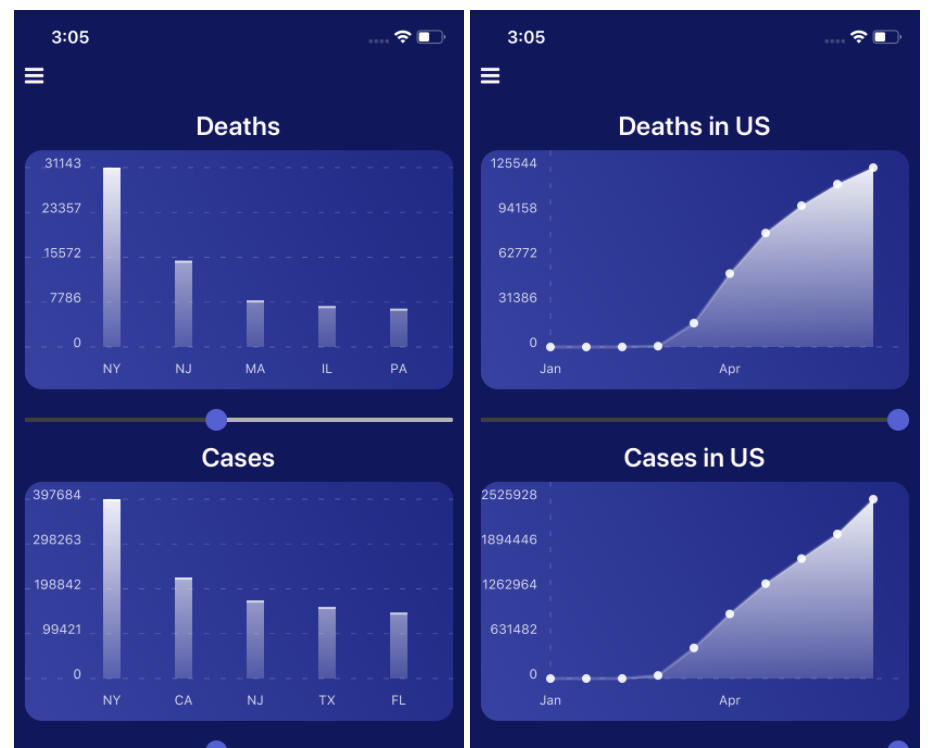 3:05
Deaths
31143
23357
15572
7786
0
NY NJ MA IL PA
Cases
397684
298263
198842
99421
0
NY CA NJ TX FL
3:05
Deaths in US
125544
94158
62772
31386
0
Jan Apr
Cases in US
2525928
1894446
1262964
631482
0
Jan Apr